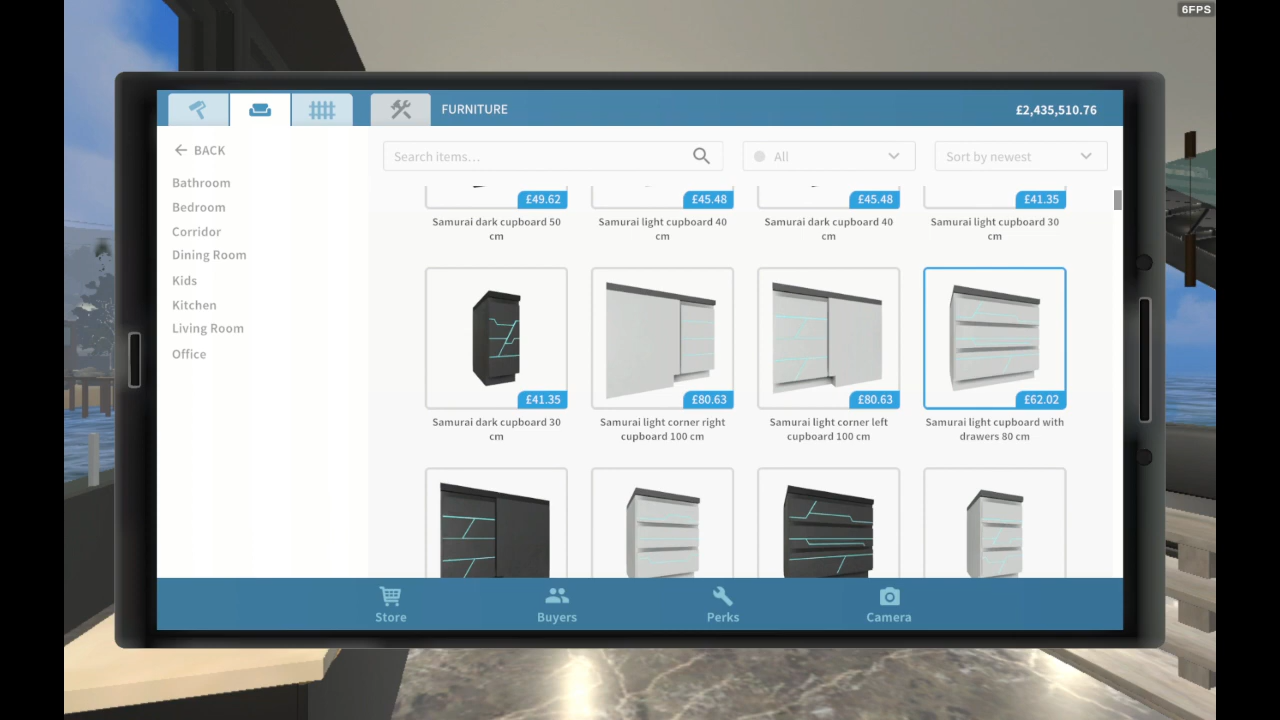 6FPS
FURNITURE
£2,435,510.76
BACK
Search items...
All
Sort by newest
Bathroom
Bedroom
Corridor
Dining Room
Kids
Kitchen
Living Room
Office
£49.62
£45.48
£45.48
£41.35
Samurai dark cupboard 50
cm
Samurai light cupboard 40
cm
Samurai dark cupboard 40
cm
Samurai light cupboard 30
cm
£41.35
£80.63
£80.63
£62.02
Samurai dark cupboard 30
cm
Samurai light corner right
cupboard 100 cm
Samurai light corner left
cupboard 100 cm
Samurai light cupboard with
drawers 80 cm
Store
Buyers
Perks
Camera